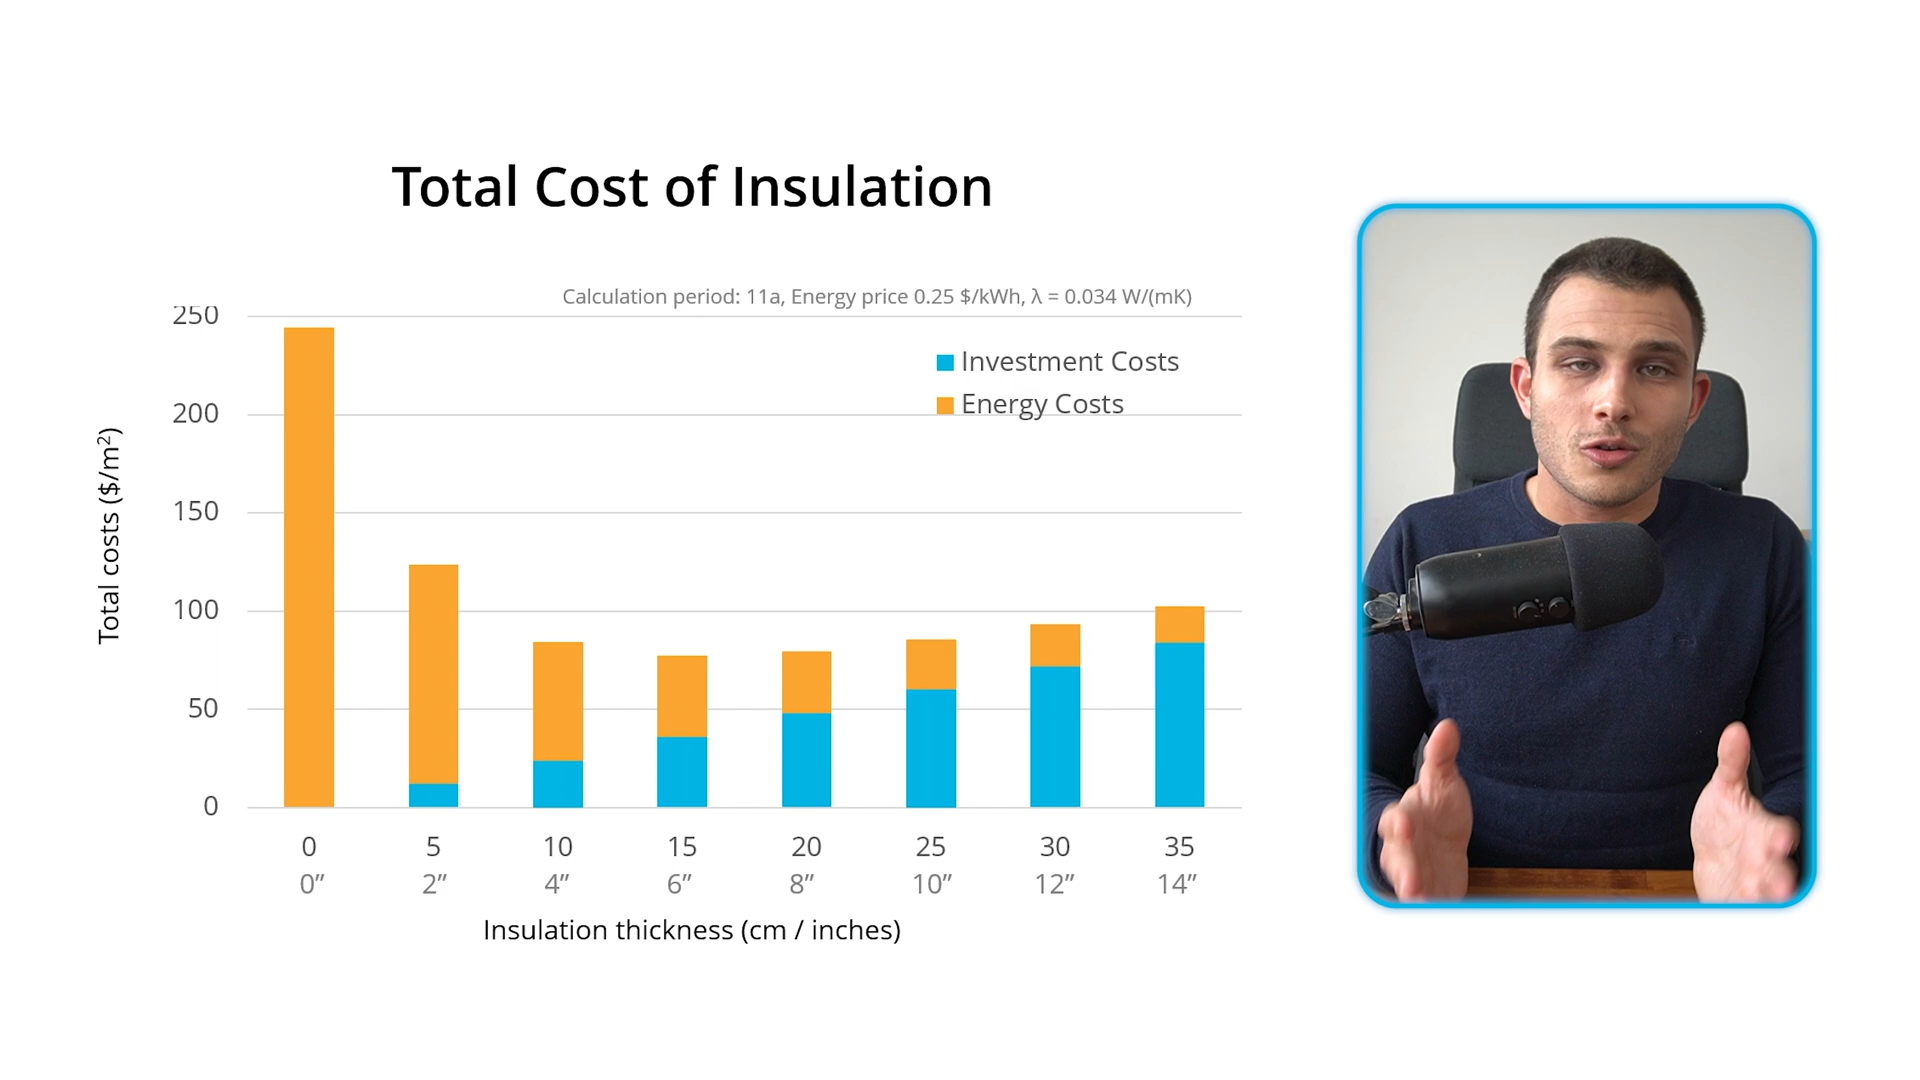 Total Cost of Insulation
Calculation period: 11a, Energy price 0.25 $/kWh, λ = 0.034 W/(mK)
Investment Costs
Energy Costs
Total costs ($/m²)
250
200
150
100
50
0
0 5 10 15 20 25 30 35
0” 2” 4” 6” 8” 10” 12” 14”
Insulation thickness (cm / inches)